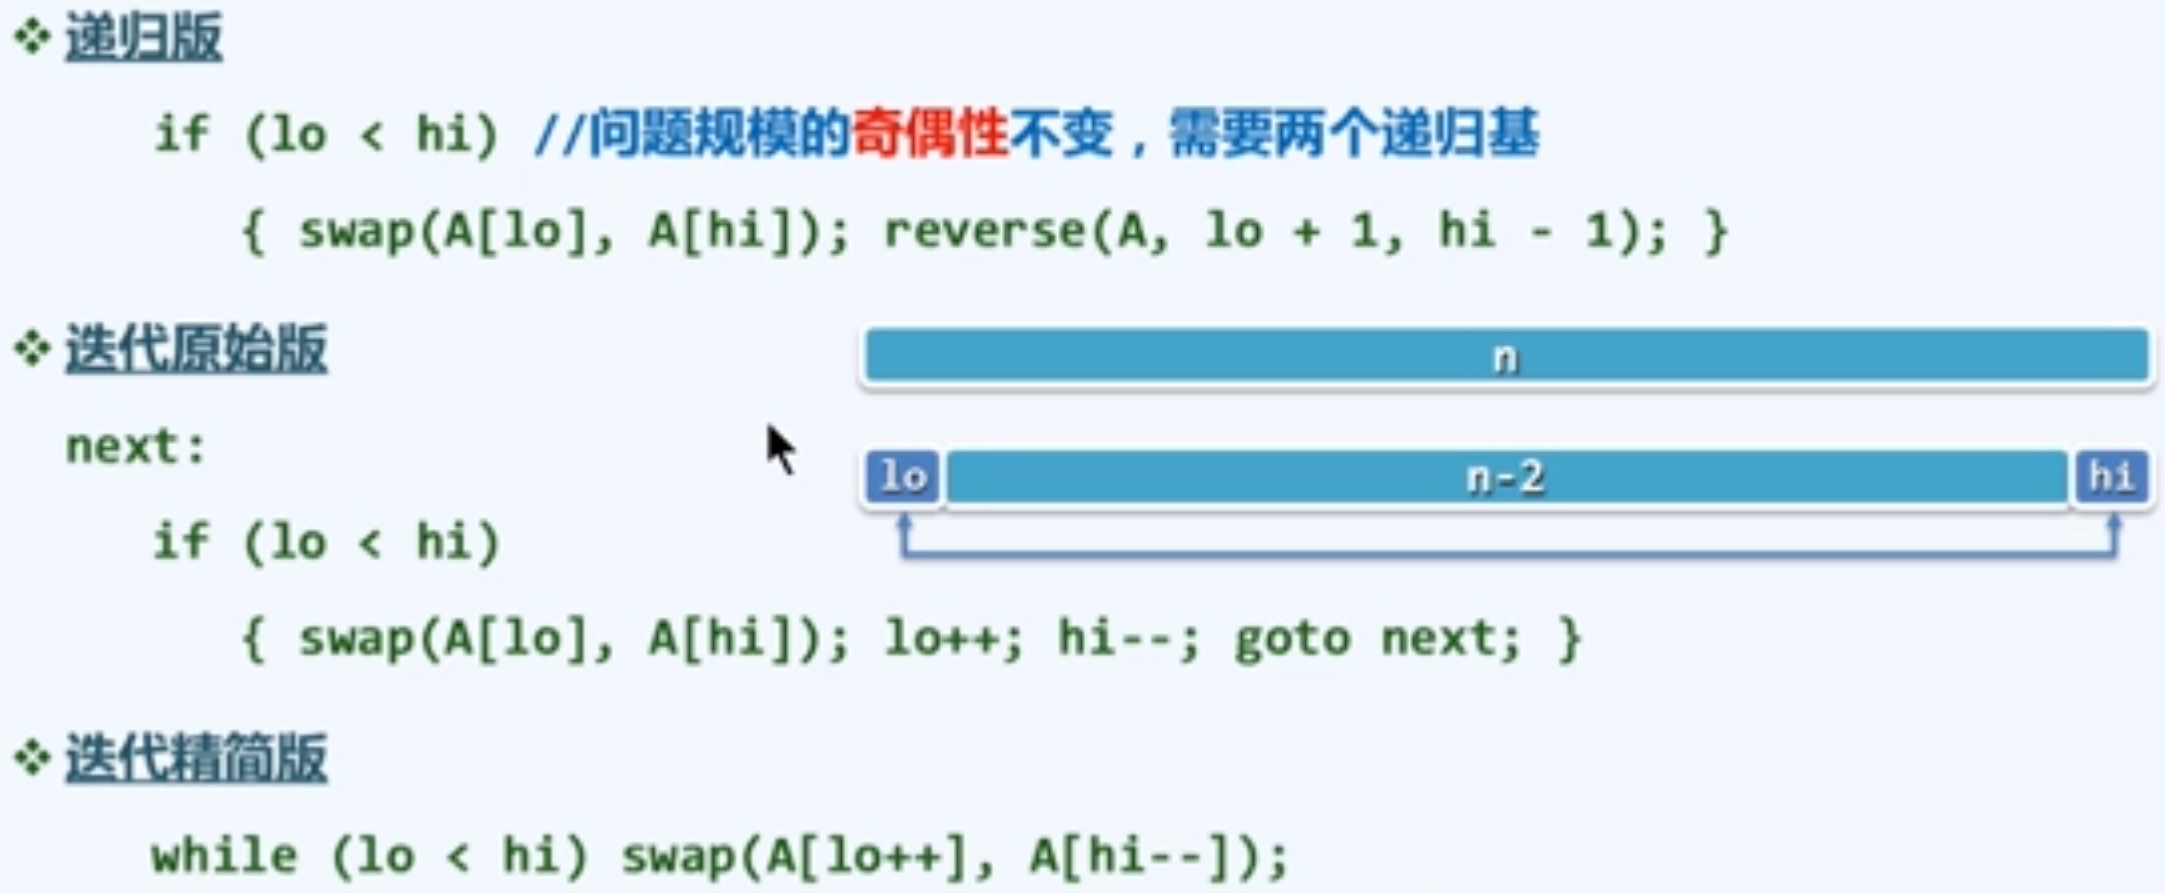 递归版
if (lo < hi) //问题规模的奇偶性不变，需要两个递归基
{ swap(A[lo], A[hi]); reverse(A, lo + 1, hi - 1); }
迭代原始版
n
next:
lo n-2 hi
if (lo < hi)
{ swap(A[lo], A[hi]); lo++; hi--; goto next; }
迭代精简版
while (lo < hi) swap(A[lo++], A[hi--]);